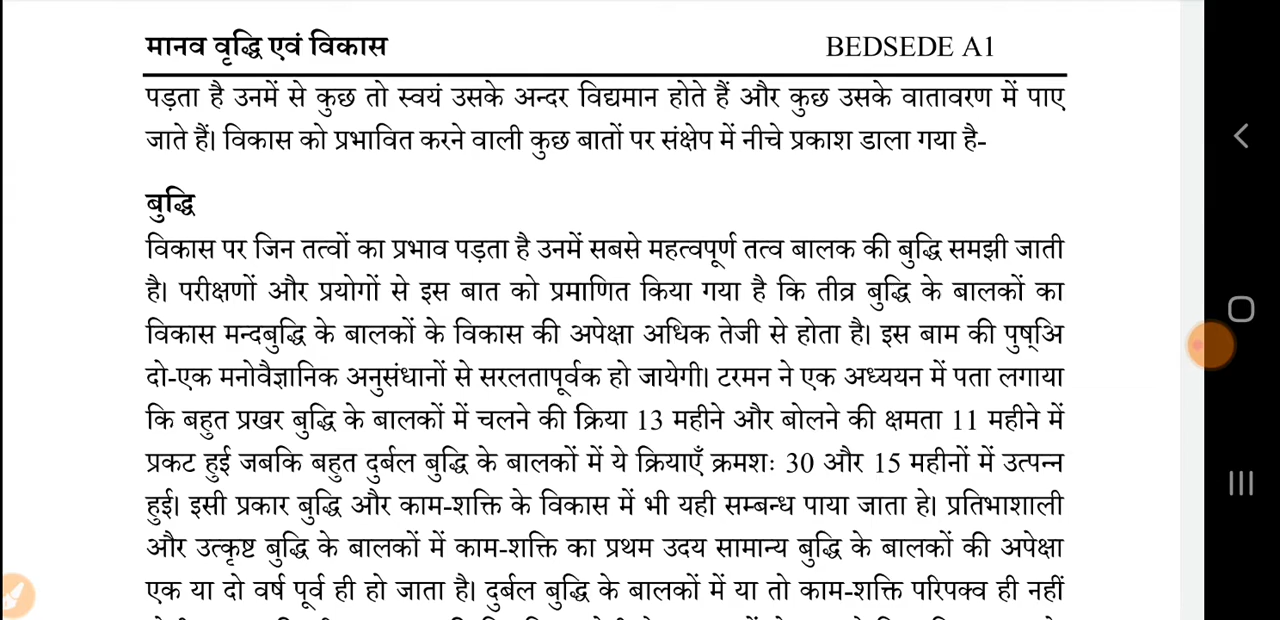 मानव वृद्धि एवं विकास BEDSEDE A1
पड़ता है उनमें से कुछ तो स्वयं उसके अन्दर विद्यमान होते हैं और कुछ उसके वातावरण में पाए
जाते हैं। विकास को प्रभावित करने वाली कुछ बातों पर संक्षेप में नीचे प्रकाश डाला गया है-
बुद्धि
विकास पर जिन तत्वों का प्रभाव पड़ता है उनमें सबसे महत्वपूर्ण तत्व बालक की बुद्धि समझी जाती
है। परीक्षणों और प्रयोगों से इस बात को प्रमाणित किया गया है कि तीव्र बुद्धि के बालकों का
विकास मन्दबुद्धि के बालकों के विकास की अपेक्षा अधिक तेजी से होता है। इस बाम की पुष्अि
दो-एक मनोवैज्ञानिक अनुसंधानों से सरलतापूर्वक हो जायेगी। टरमन ने एक अध्ययन में पता लगाया
कि बहुत प्रखर बुद्धि के बालकों में चलने की क्रिया 13 महीने और बोलने की क्षमता 11 महीने में
प्रकट हुई जबकि बहुत दुर्बल बुद्धि के बालकों में ये क्रियाएँ क्रमशः 30 और 15 महीनों में उत्पन्न
हुई। इसी प्रकार बुद्धि और काम-शक्ति के विकास में भी यही सम्बन्ध पाया जाता हे। प्रतिभाशाली
और उत्कृष्ट बुद्धि के बालकों में काम-शक्ति का प्रथम उदय सामान्य बुद्धि के बालकों की अपेक्षा
एक या दो वर्ष पूर्व ही हो जाता है। दुर्बल बुद्धि के बालकों में या तो काम-शक्ति परिपक्व ही नहीं